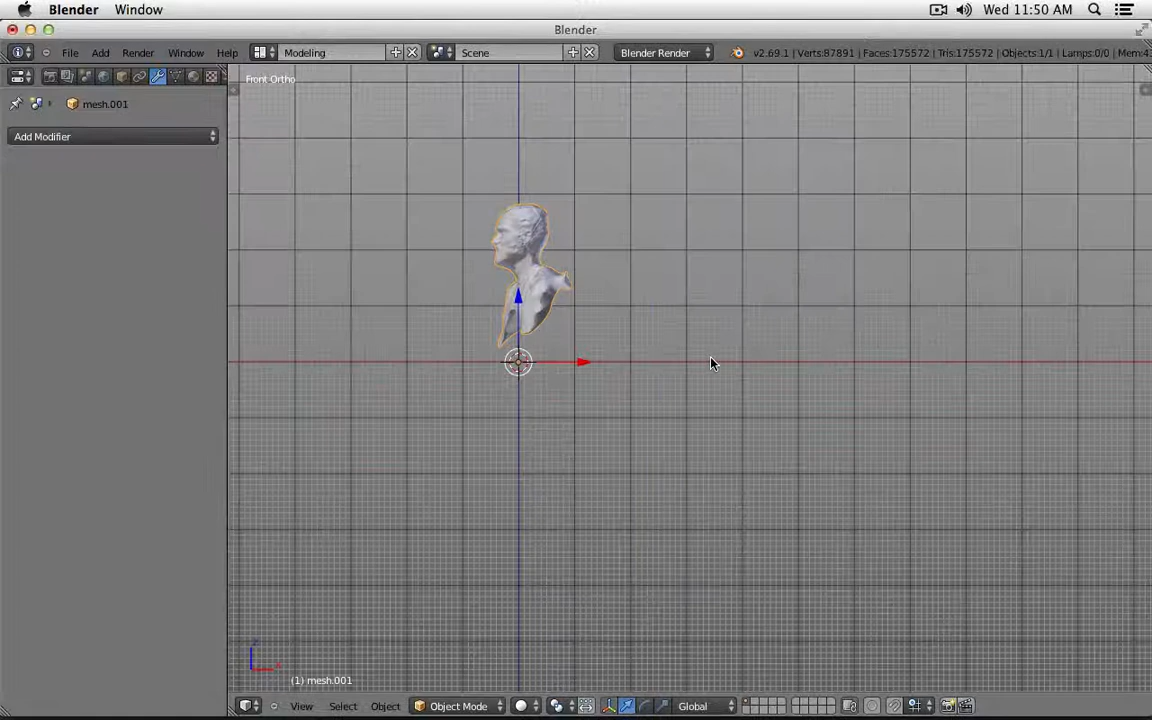 Blender Window Wed 11:50 AM
Blender
File Add Render Window Help Modeling Scene Blender Render v2.69.1 | Verts:87891 | Faces:175572 | Tris:175572 | Objects:1/1 | Lamps:0/0 | Mem:4
Front Ortho
mesh.001
Add Modifier
(1) mesh.001
View Select Object Object Mode Global